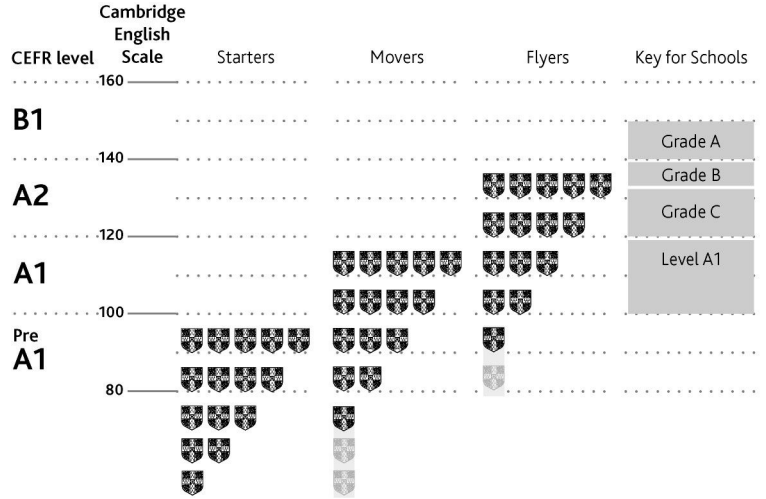 Cambridge
English
CEFR level Scale Starters Movers Flyers Key for Schools
160
B1
Grade A
140
Grade B
A2
Grade C
120
A1
Level A1
100
Pre
A1
80